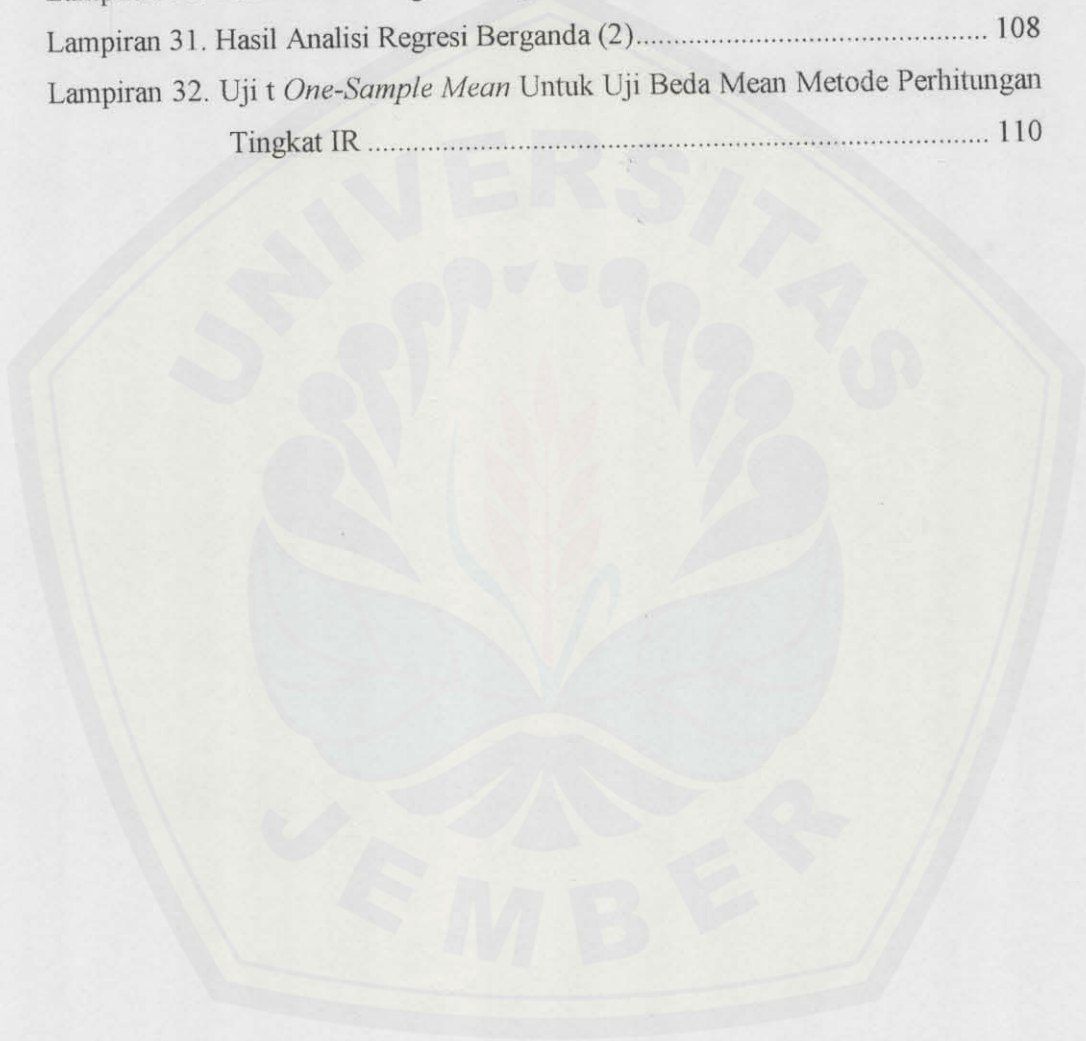 Lampiran 31. Hasil Analisi Regresi Berganda (2)................................................ 108
Lampiran 32. Uji t One-Sample Mean Untuk Uji Beda Mean Metode Perhitungan
Tingkat IR ..................................................................................... 110
UNIVERSITAS
JEMBER